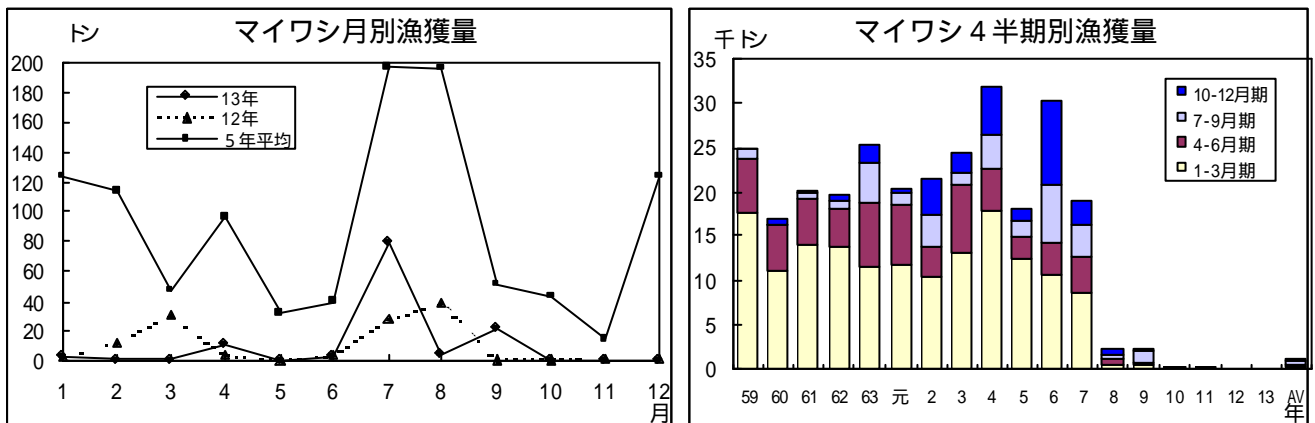 トン
マイワシ月別漁獲量
200
180
160
140
120
100
80
60
40
20
0
13年
12年
５年平均
1 2 3 4 5 6 7 8 9 10 11 12
月
千トン
マイワシ４半期別漁獲量
35
30
25
20
15
10
5
0
10-12月期
7-9月期
4-6月期
1-3月期
59 60 61 62 63 元 2 3 4 5 6 7 8 9 10 11 12 13 AV
年